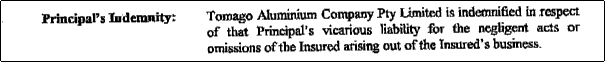 Principal's Indemnity: Tomago Aluminium Company Pty Limited is indemnified in respect
of that Principal's vicarious liability for the negligent acts or
omissions of the Insured arising out of the Insured's business.